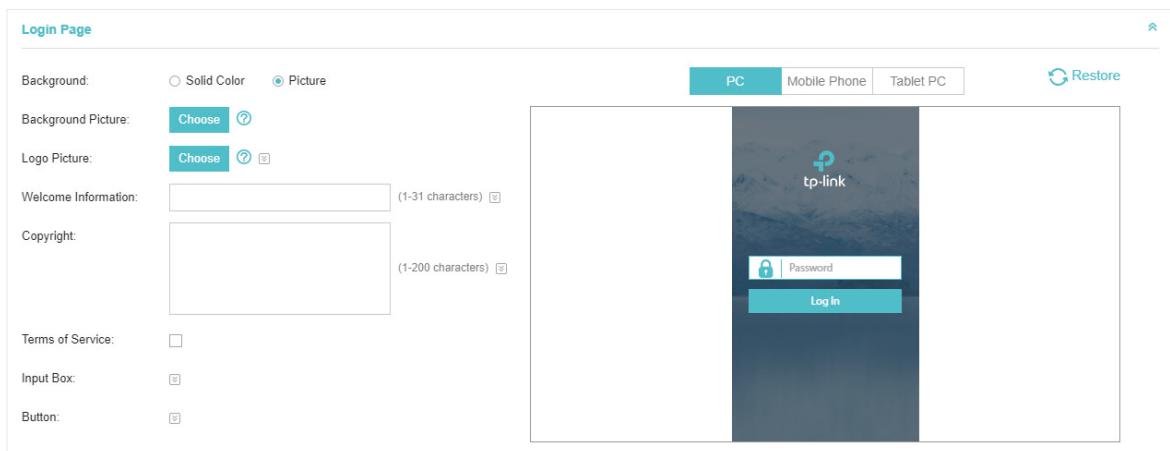 Login Page
Background: Solid Color Picture
PC Mobile Phone Tablet PC Restore
Background Picture: Choose ?
Logo Picture: Choose ?
Welcome Information: (1-31 characters)
Copyright: (1-200 characters)
Terms of Service:
Input Box:
Button:
tp-link
Password
Log In